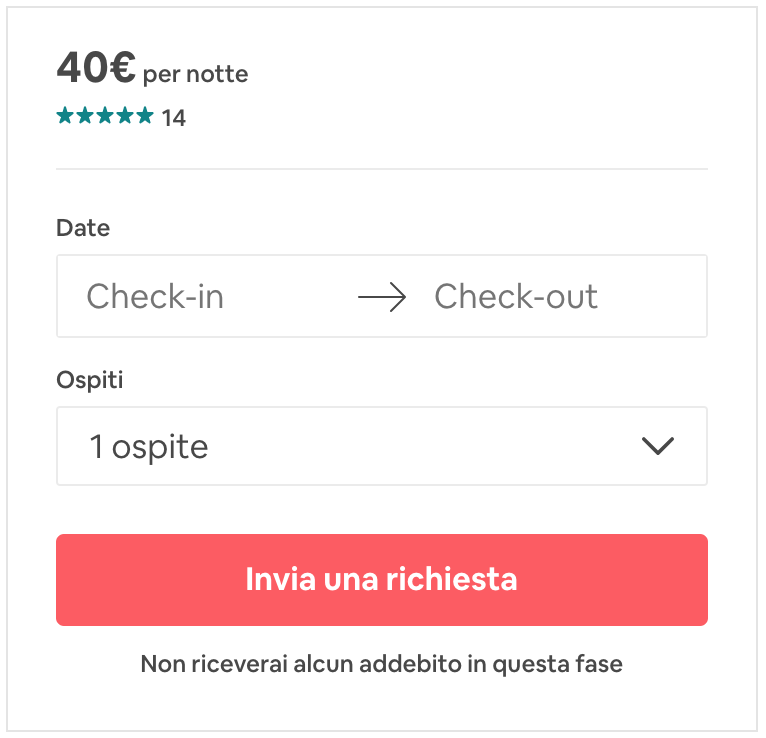 40€ per notte
14
Date
Check-in Check-out
Ospiti
1 ospite
Invia una richiesta
Non riceverai alcun addebito in questa fase